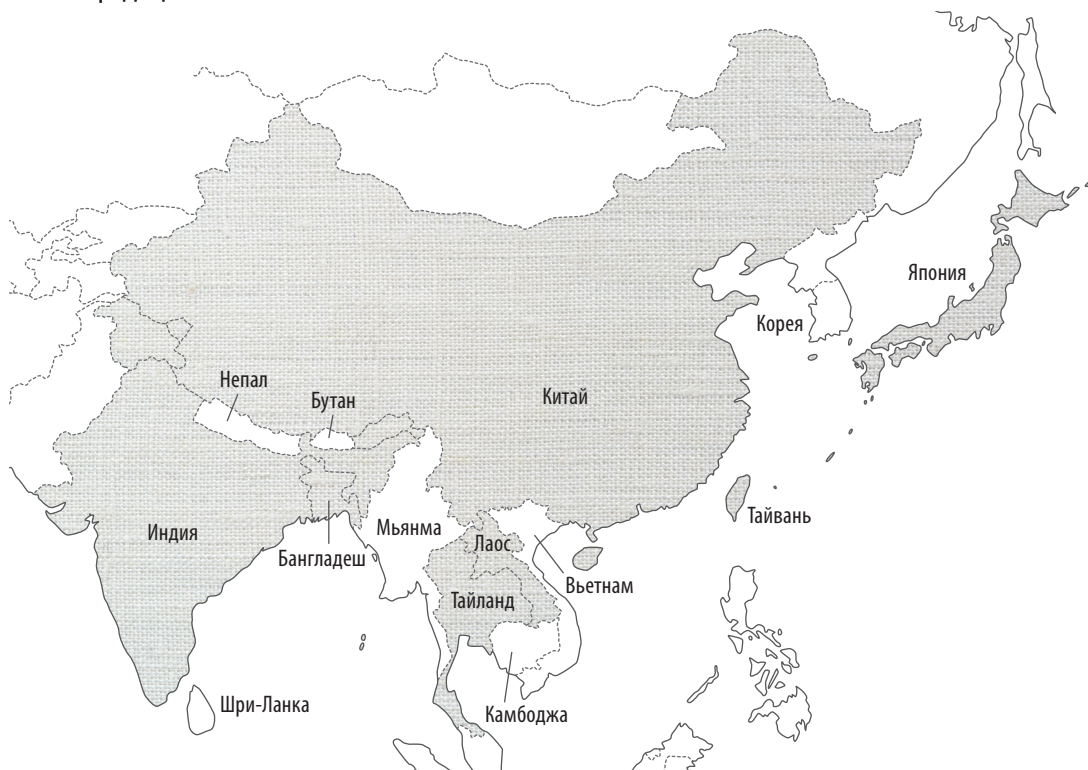 Япония
Корея
Непал
Бутан
Китай
Тайвань
Индия
Мьянма
Лаос
Бангладеш
Вьетнам
Тайланд
Шри-Ланка
Камбоджа